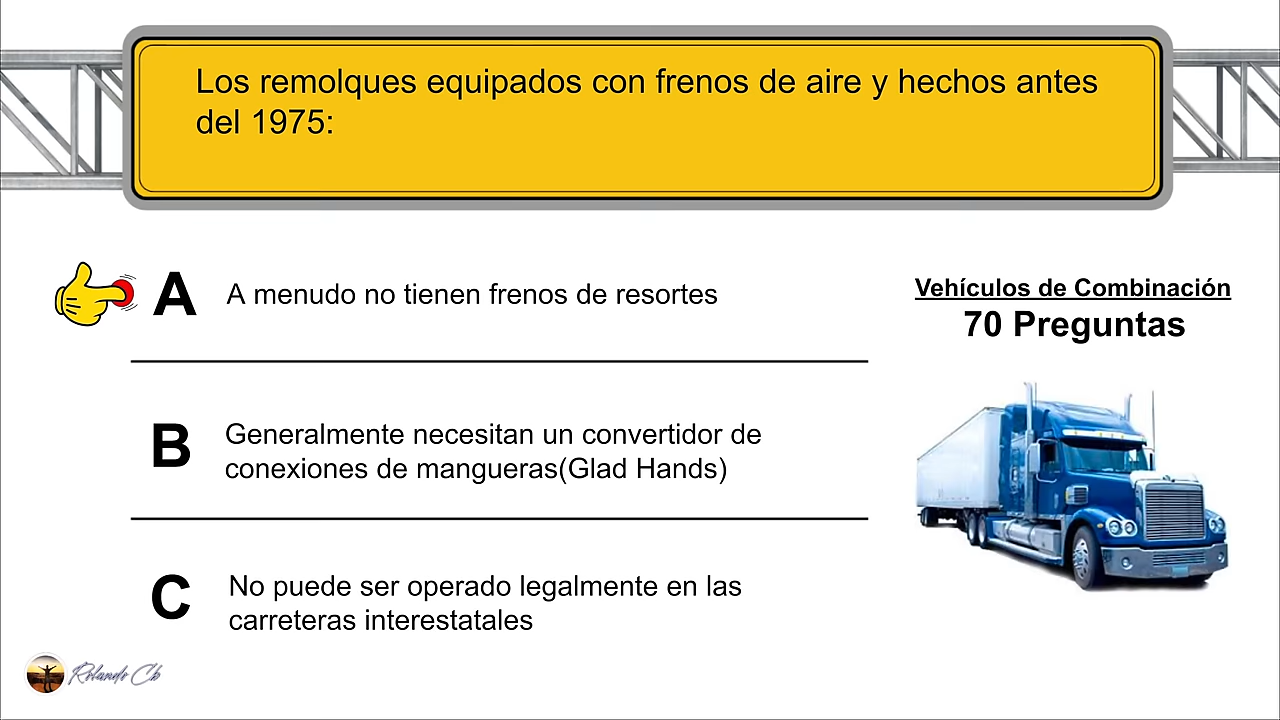 Los remolques equipados con frenos de aire y hechos antes
del 1975:
A
A menudo no tienen frenos de resortes
Vehículos de Combinación
70 Preguntas
B
Generalmente necesitan un convertidor de
conexiones de mangueras(Glad Hands)
C
No puede ser operado legalmente en las
carreteras interestatales
Rolando Cb